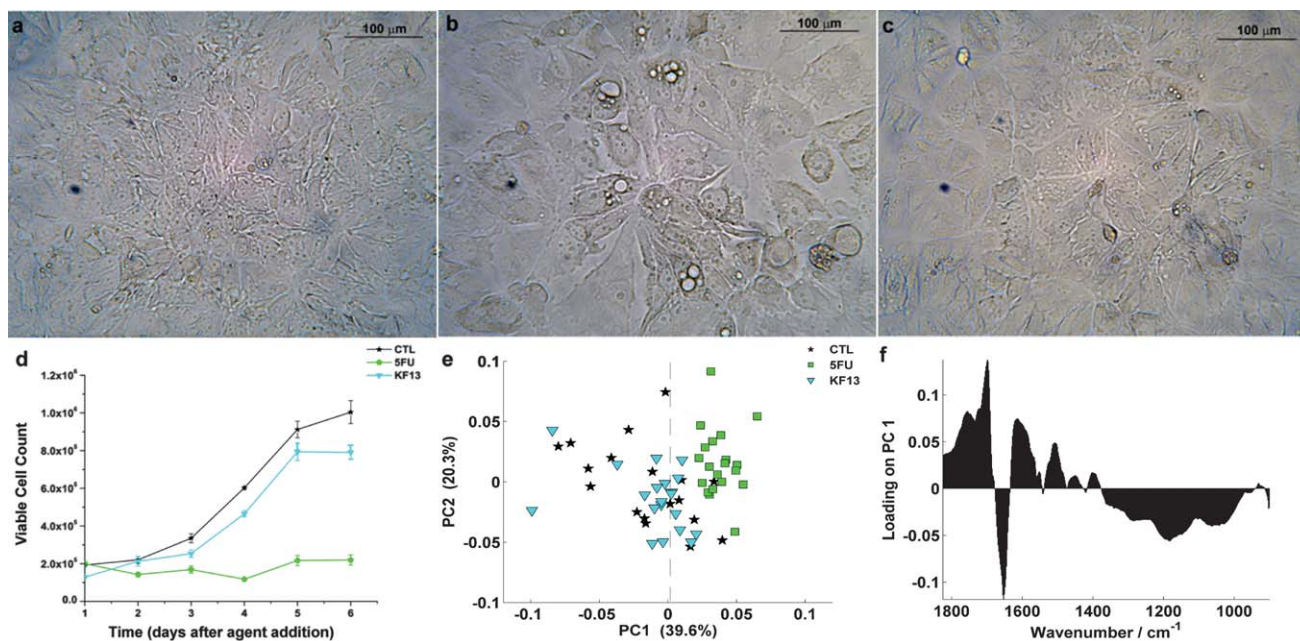 a
100 µm
b
100 µm
c
100 µm
d
CTL
5FU
KF13
1.2x10⁶
1.0x10⁶
8.0x10⁵
6.0x10⁵
4.0x10⁵
2.0x10⁵
0.0
1 2 3 4 5 6
Viable Cell Count
Time (days after agent addition)
e
CTL
5FU
KF13
0.1
0.05
0
-0.05
-0.1
-0.1 -0.05 0 0.05 0.1
PC2 (20.3%)
PC1 (39.6%)
f
0.1
0.05
0
-0.05
-0.1
1800 1600 1400 1200 1000
Loading on PC 1
Wavenumber / cm⁻¹